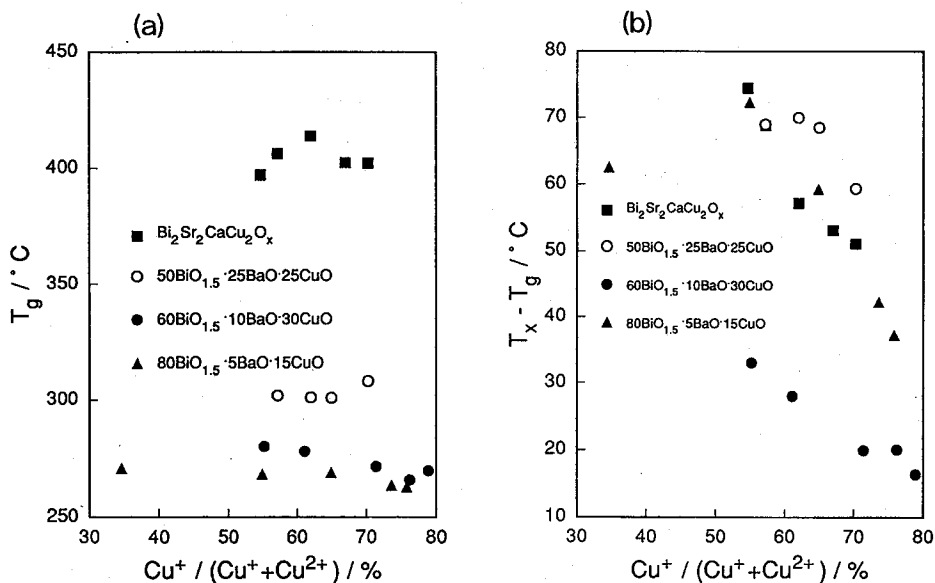 (a)
450
400
350
300
250
T_g / °C
Bi₂Sr₂CaCu₂Oₓ
50BiO₁.₅·25BaO·25CuO
60BiO₁.₅·10BaO·30CuO
80BiO₁.₅·5BaO·15CuO
30 40 50 60 70 80
Cu⁺ / (Cu⁺+Cu²⁺) / %
(b)
80
70
60
50
40
30
20
10
Tₓ - T_g / °C
Bi₂Sr₂CaCu₂Oₓ
50BiO₁.₅·25BaO·25CuO
60BiO₁.₅·10BaO·30CuO
80BiO₁.₅·5BaO·15CuO
30 40 50 60 70 80
Cu⁺ / (Cu⁺+Cu²⁺) / %